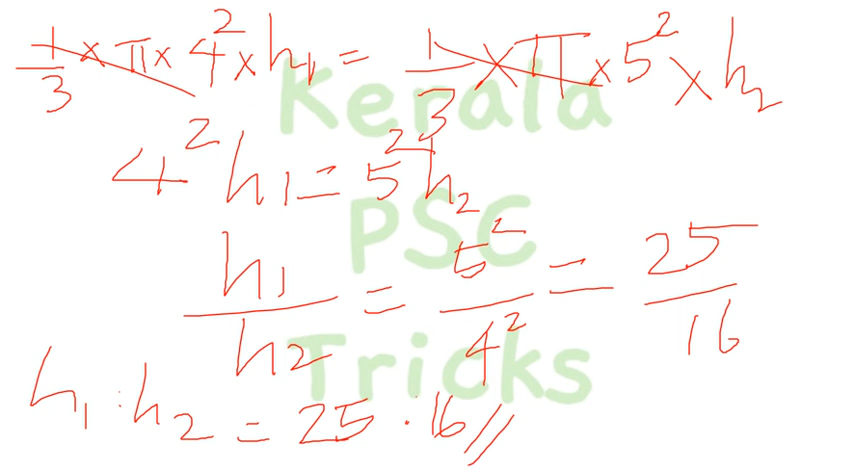 1/3 × π × 4² × h₁ = 1/3 × π × 5² × h₂
4² h₁ = 5² h₂
h₁/h₂ = 5²/4² = 25/16
h₁ : h₂ = 25 : 16 //
Kerala
PSC
Tricks